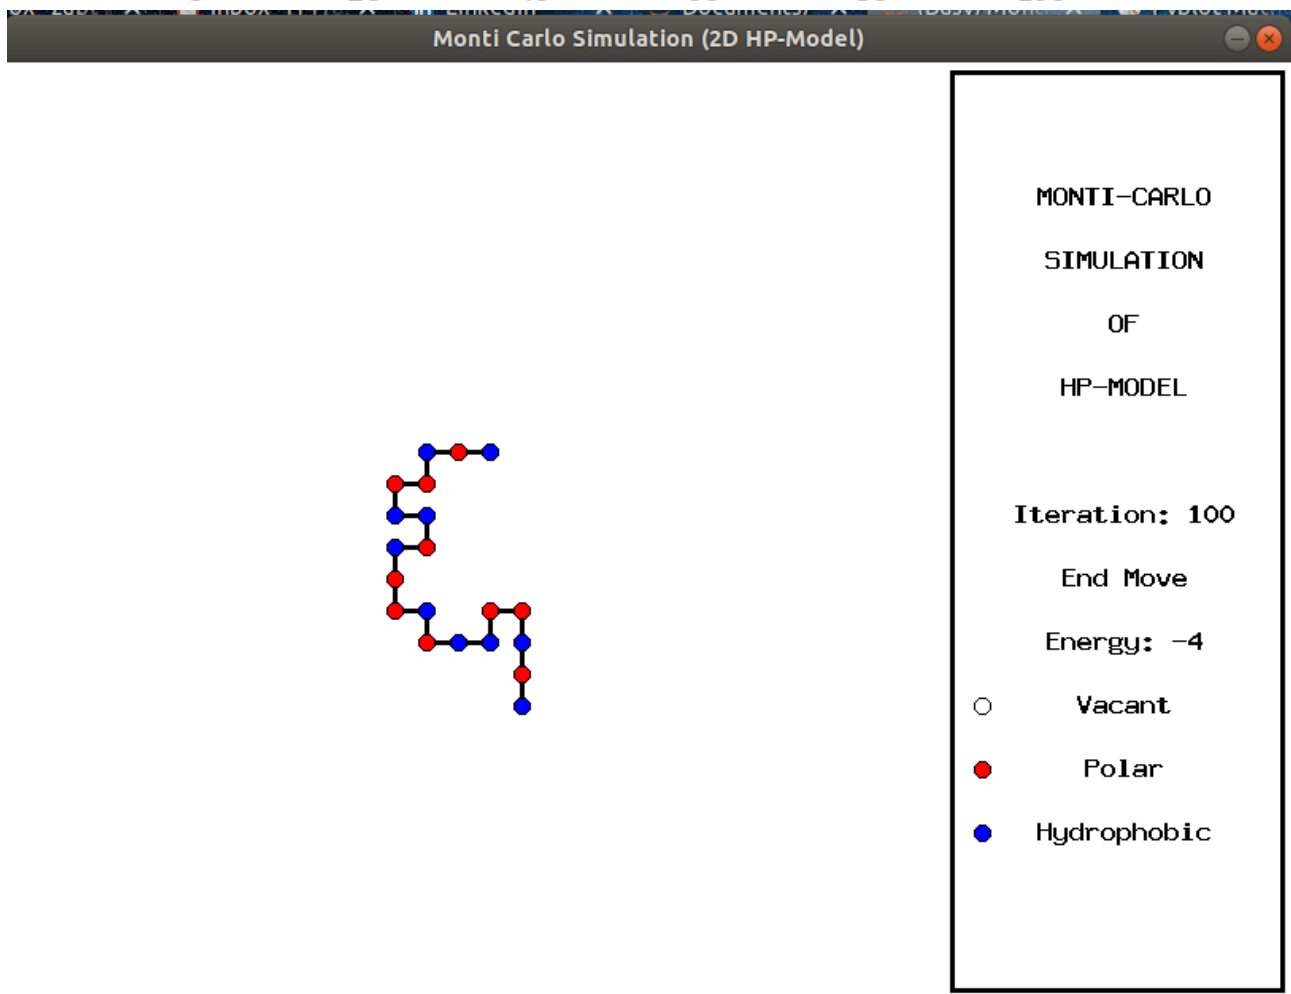 Monti Carlo Simulation (2D HP-Model)
MONTI-CARLO
SIMULATION
OF
HP-MODEL
Iteration: 100
End Move
Energy: -4
Vacant
Polar
Hydrophobic